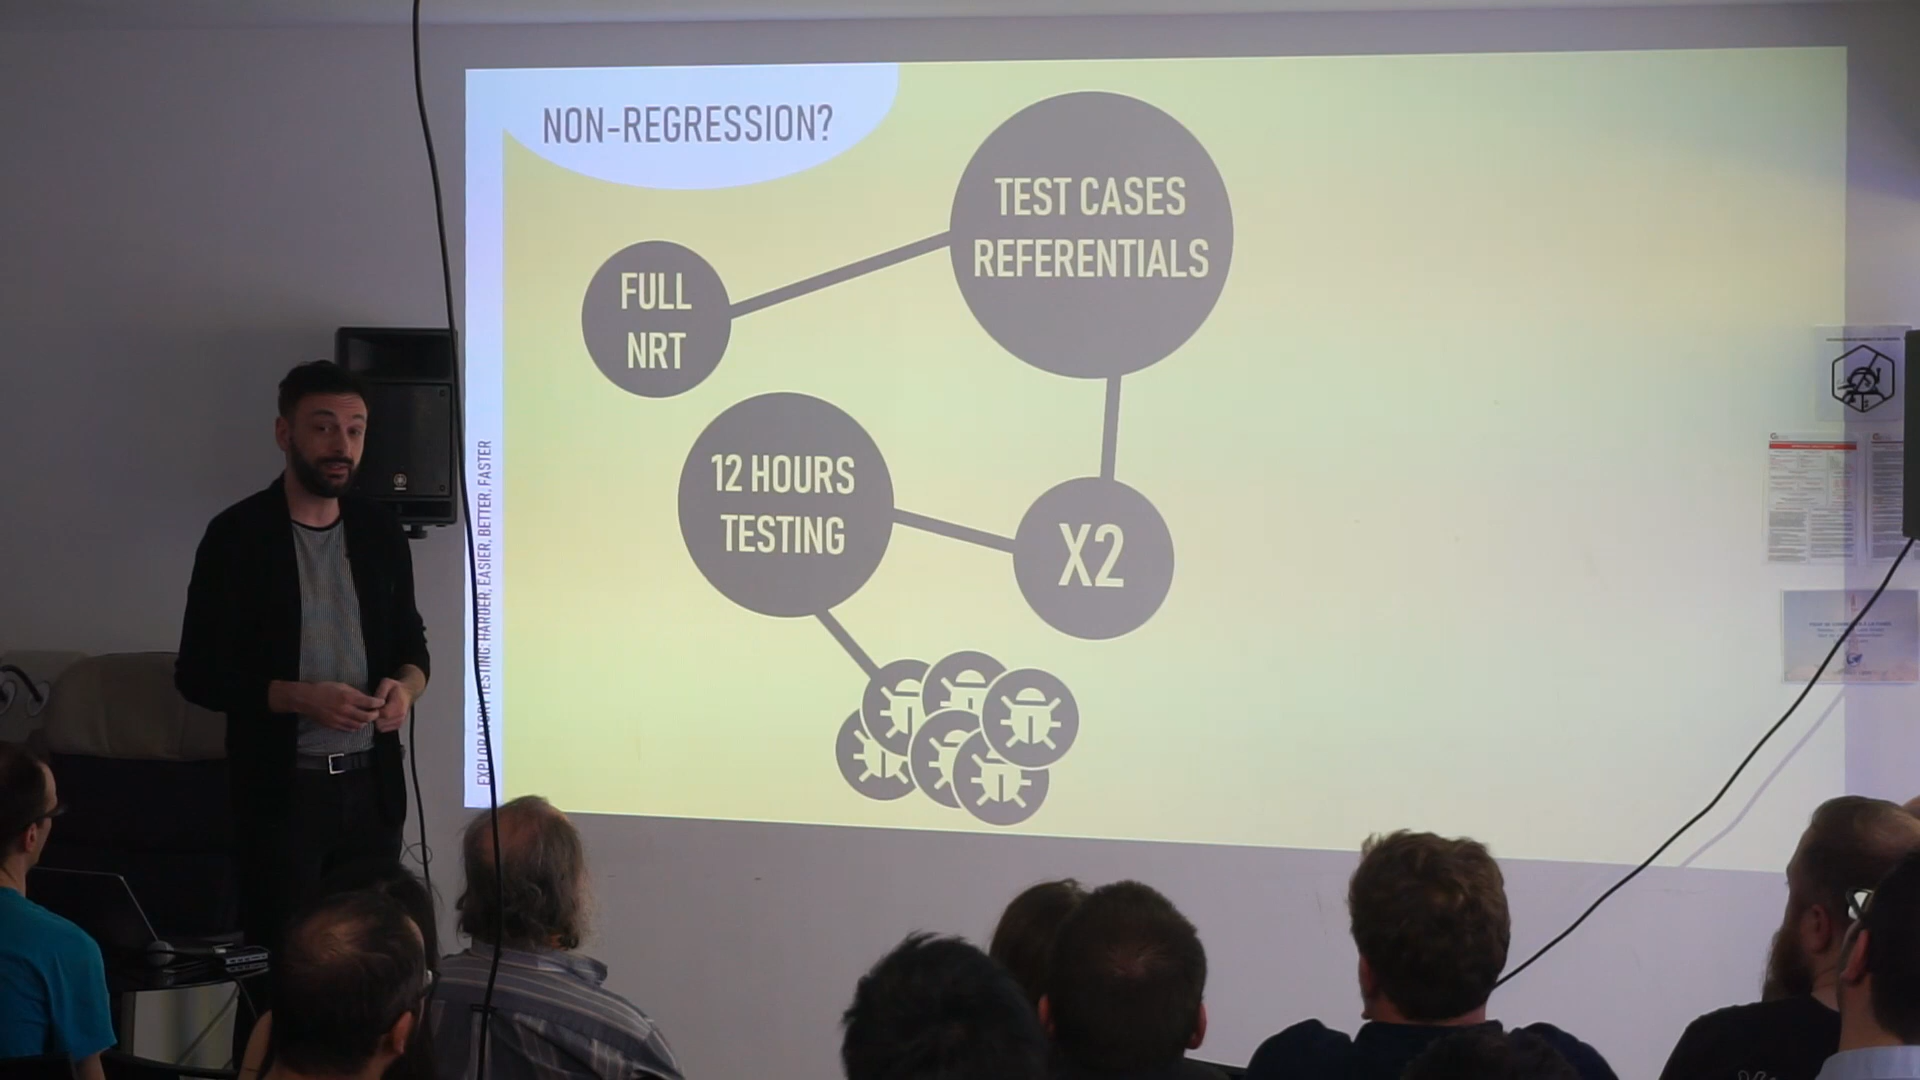 NON-REGRESSION?
TEST CASES
REFERENTIALS
FULL
NRT
12 HOURS
TESTING
X2
EXPLORATORY TESTING: HARDER, EASIER, BETTER, FASTER